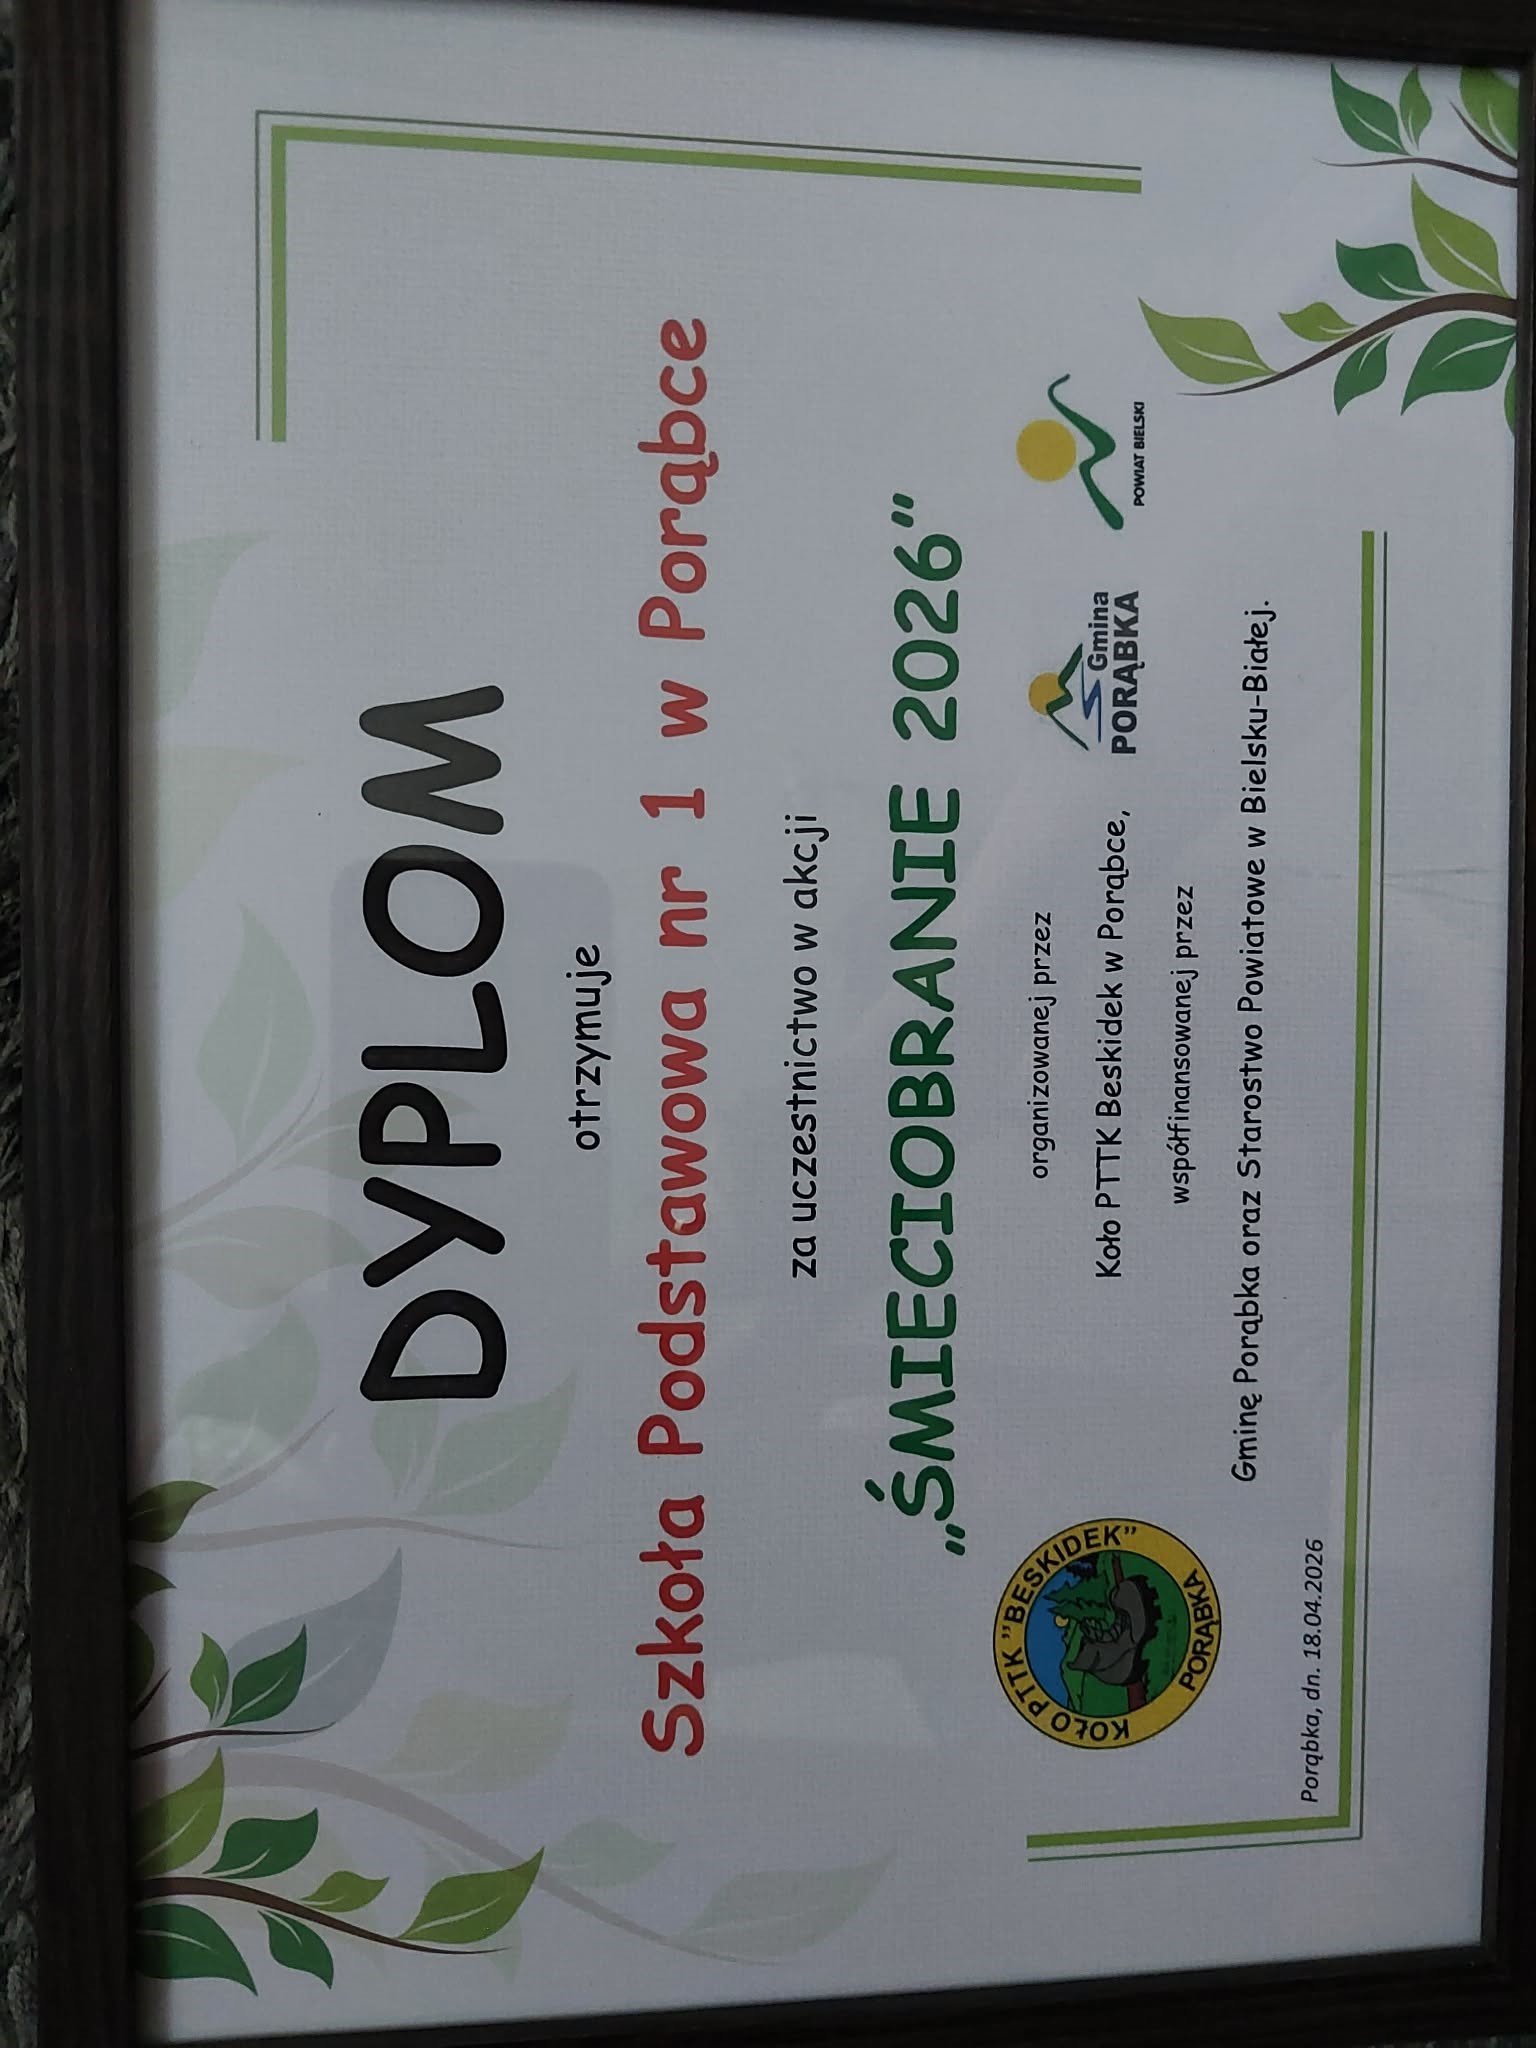 DYPLOM
otrzymuje
Szkoła Podstawowa nr 1 w Porąbce
za uczestnictwo w akcji
„ŚMIECIOBRANIE 2026”
organizowanej przez
Koło PTTK Beskidek w Porąbce,
współfinansowanej przez
Gminę Porąbka oraz Starostwo Powiatowe w Bielsku-Białej.
KOŁO PTTK "BESKIDEK"
PORĄBKA
Gmina
PORĄBKA
POWIAT BIELSKI
Porąbka, dn. 18.04.2026